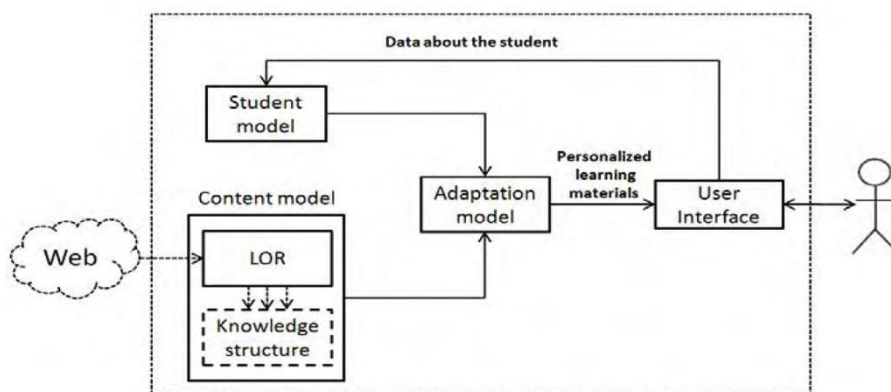 Data about the student
Student
model
Personalized
learning
materials
Adaptation
model
User
Interface
Content model
LOR
Web
Knowledge
structure